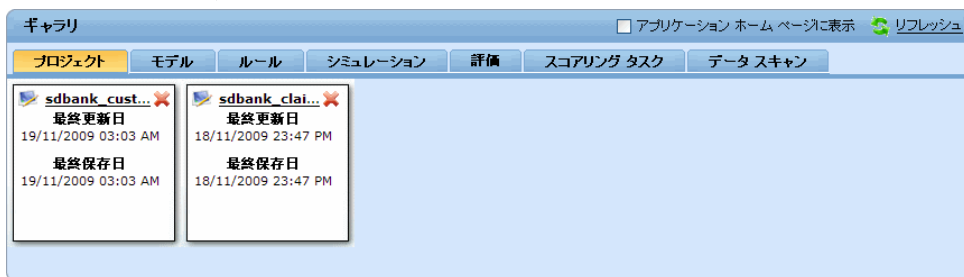 ギャラリ アプリケーション ホーム ページに表示 リフレッシュ
プロジェクト モデル ルール シミュレーション 評価 スコアリング タスク データ スキャン
sdbank_cust... sdbank_clai...
最終更新日 最終更新日
19/11/2009 03:03 AM 18/11/2009 23:47 PM
最終保存日 最終保存日
19/11/2009 03:03 AM 18/11/2009 23:47 PM